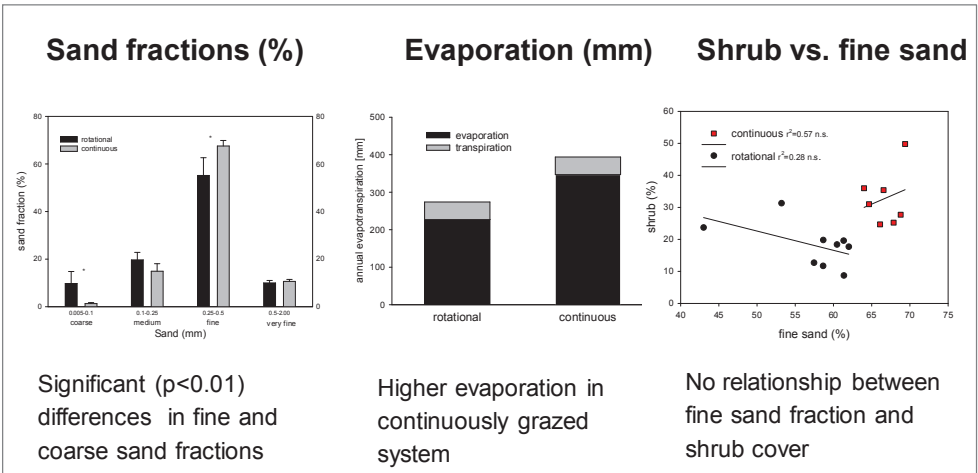 Sand fractions (%)
80
60
40
20
0
sand fraction (%)
rotational
continuous
*
*
80
60
40
20
0
0.005-0.1
0.1-0.25
0.25-0.5
0.5-2.00
coarse
medium
fine
very fine
Sand (mm)
Significant (p<0.01)
differences in fine and
coarse sand fractions
Evaporation (mm)
500
400
300
200
100
0
annual evapotranspiration [mm]
evaporation
transpiration
rotational
continuous
Higher evaporation in
continuously grazed
system
Shrub vs. fine sand
60
50
40
30
20
10
0
shrub (%)
continuous r²=0.57 n.s.
rotational r²=0.28 n.s.
40 45 50 55 60 65 70 75
fine sand (%)
No relationship between
fine sand fraction and
shrub cover